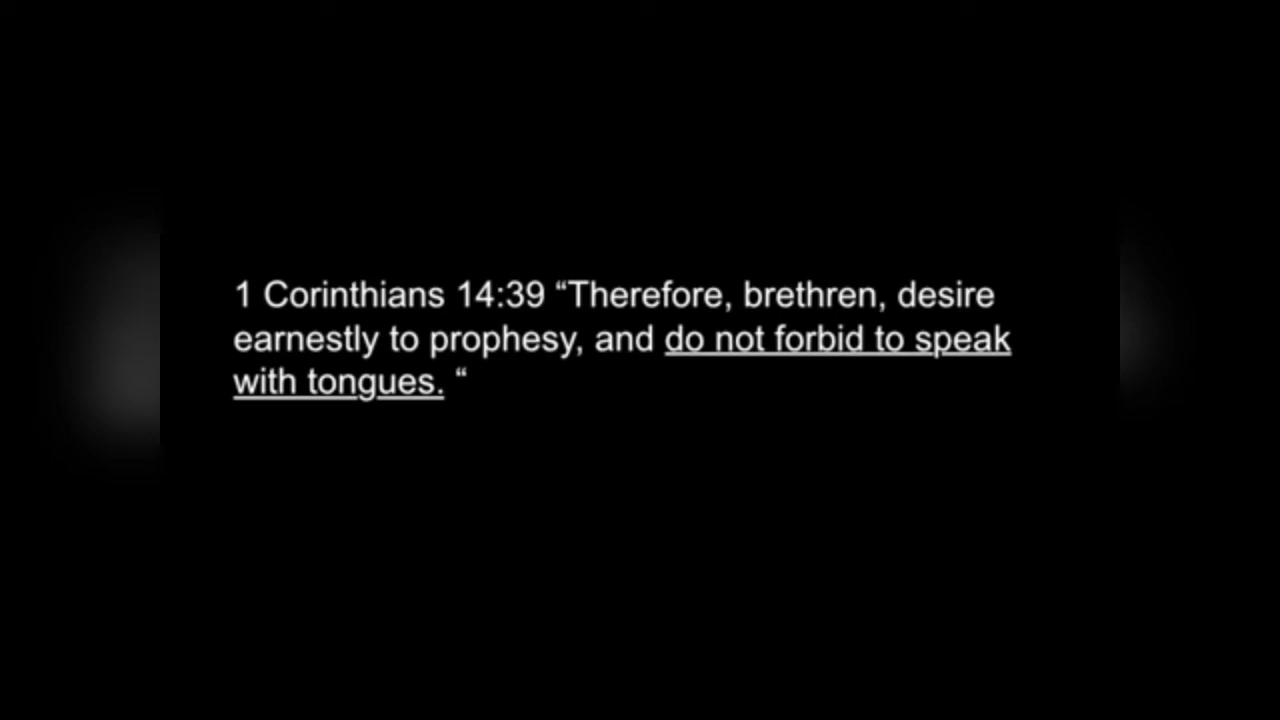 1 Corinthians 14:39 “Therefore, brethren, desire
earnestly to prophesy, and do not forbid to speak
with tongues. “